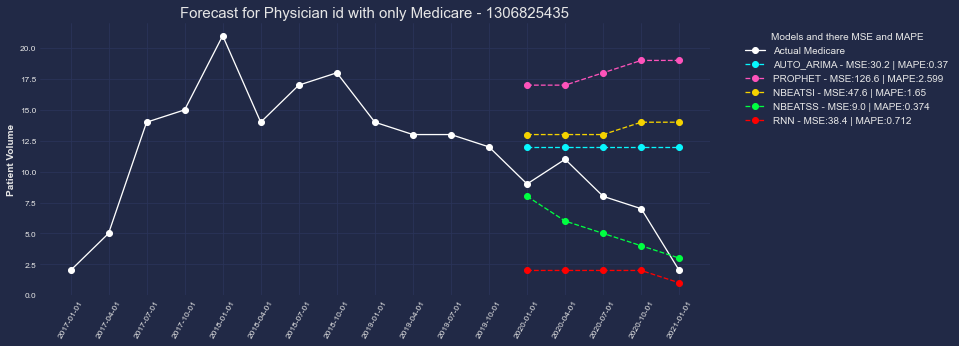 Forecast for Physician id with only Medicare - 1306825435
Models and there MSE and MAPE
Actual Medicare
AUTO_ARIMA - MSE:30.2 | MAPE:0.37
PROPHET - MSE:126.6 | MAPE:2.599
NBEATSI - MSE:47.6 | MAPE:1.65
NBEATSS - MSE:9.0 | MAPE:0.374
RNN - MSE:38.4 | MAPE:0.712
Patient Volume
20.0
17.5
15.0
12.5
10.0
7.5
5.0
2.5
0.0
2017-01-01
2017-04-01
2017-07-01
2017-10-01
2018-01-01
2018-04-01
2018-07-01
2018-10-01
2019-01-01
2019-04-01
2019-07-01
2019-10-01
2020-01-01
2020-04-01
2020-07-01
2020-10-01
2021-01-01